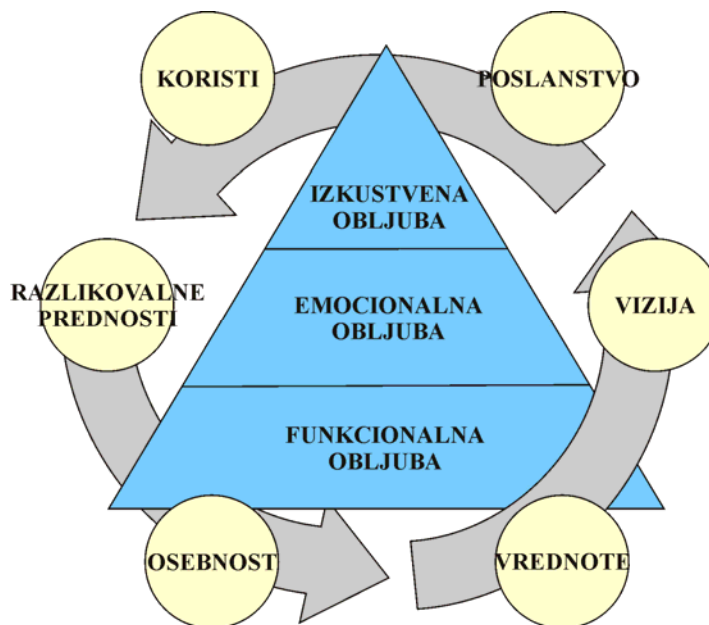 KORISTI
POSLANSTVO
IZKUSTVENA
OBLJUBA
RAZLIKOVALNE
PREDNOSTI
EMOCIONALNA
OBLJUBA
VIZIJA
FUNKCIONALNA
OBLJUBA
OSEBNOST
VREDNOTE